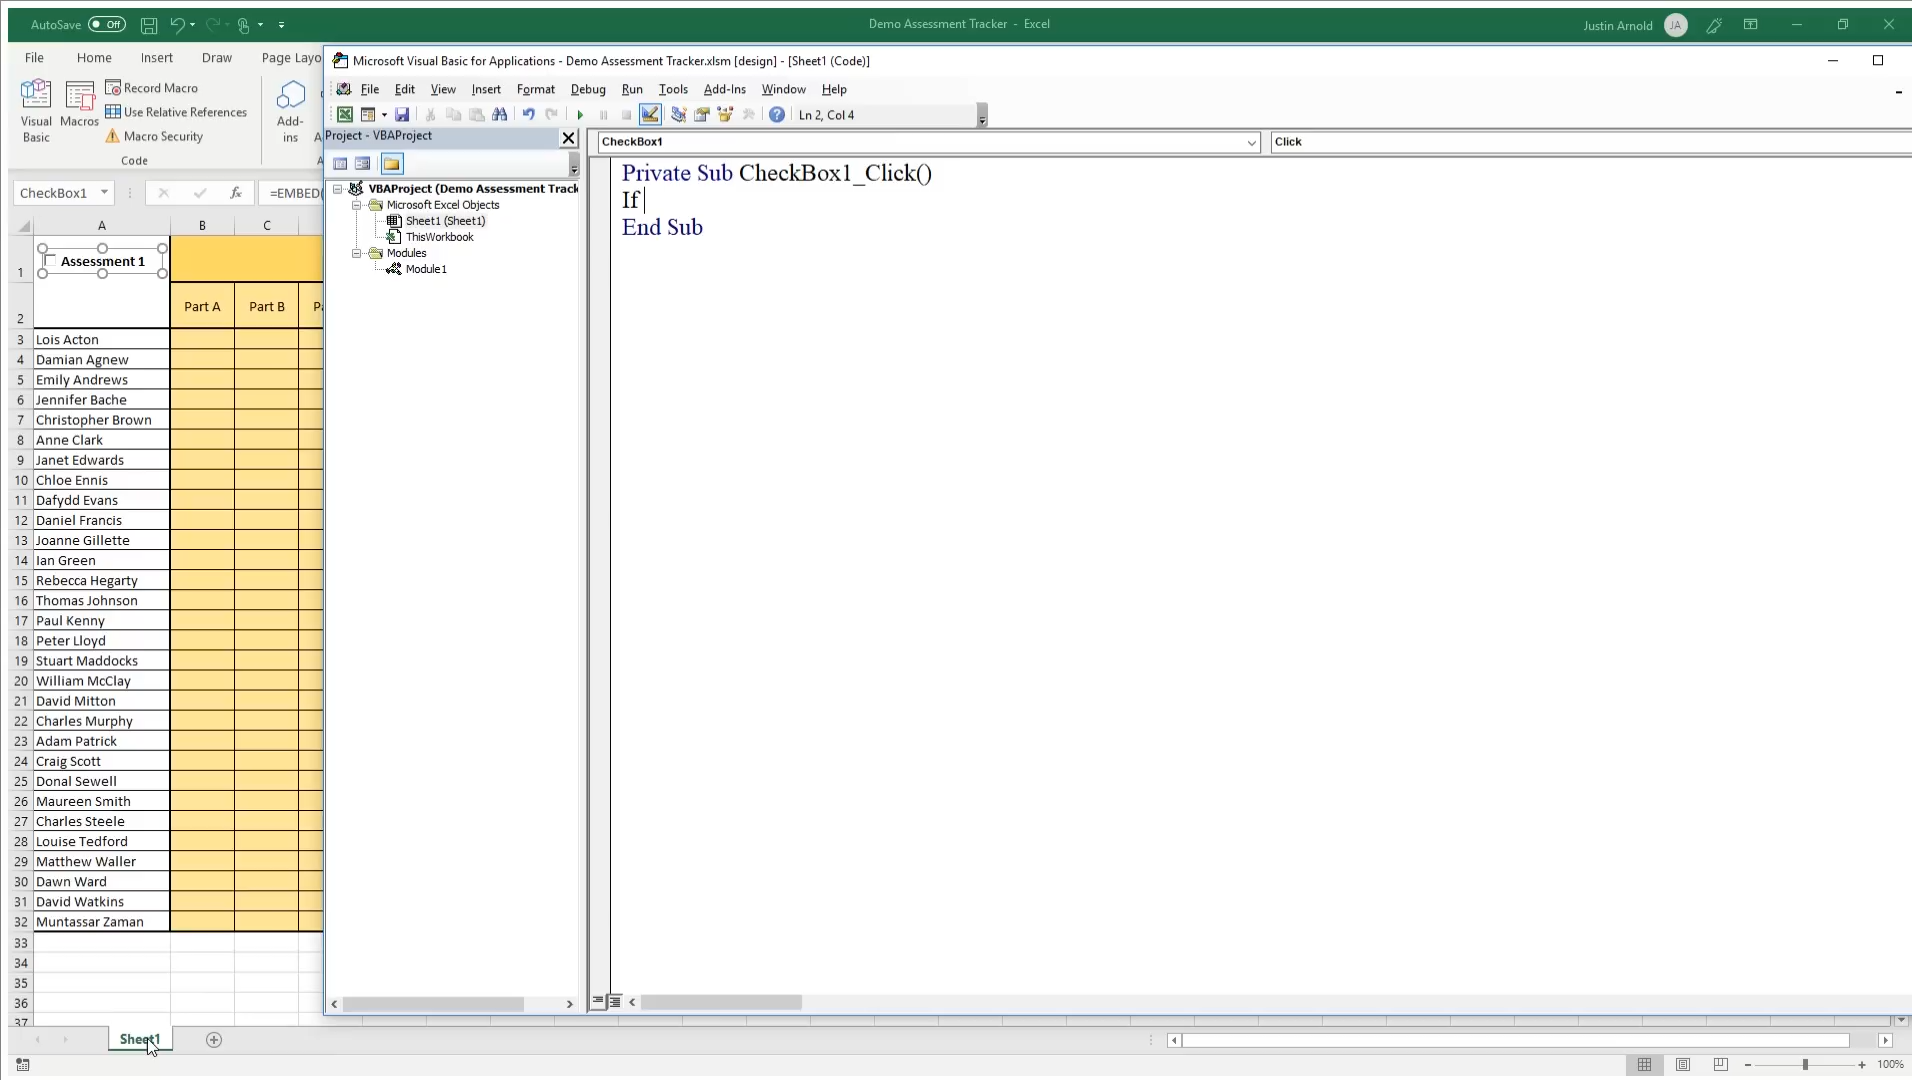 AutoSave Off
Demo Assessment Tracker - Excel
Justin Arnold JA
File Home Insert Draw Page Layo
Visual Basic
Macros
Record Macro
Use Relative References
Macro Security
Code
Add-ins
CheckBox1
fx =EMBED(
Microsoft Visual Basic for Applications - Demo Assessment Tracker.xlsm [design] - [Sheet1 (Code)]
File Edit View Insert Format Debug Run Tools Add-Ins Window Help
Ln 2, Col 4
Project - VBAProject
VBAProject (Demo Assessment Track
Microsoft Excel Objects
Sheet1 (Sheet1)
ThisWorkbook
Modules
Module1
CheckBox1
Click
Private Sub CheckBox1_Click()
If
End Sub
A B C
1 Assessment 1
2 Part A Part B Pa
3 Lois Acton
4 Damian Agnew
5 Emily Andrews
6 Jennifer Bache
7 Christopher Brown
8 Anne Clark
9 Janet Edwards
10 Chloe Ennis
11 Dafydd Evans
12 Daniel Francis
13 Joanne Gillette
14 Ian Green
15 Rebecca Hegarty
16 Thomas Johnson
17 Paul Kenny
18 Peter Lloyd
19 Stuart Maddocks
20 William McClay
21 David Mitton
22 Charles Murphy
23 Adam Patrick
24 Craig Scott
25 Donal Sewell
26 Maureen Smith
27 Charles Steele
28 Louise Tedford
29 Matthew Waller
30 Dawn Ward
31 David Watkins
32 Muntassar Zaman
33
34
35
36
37
Sheet1
100%